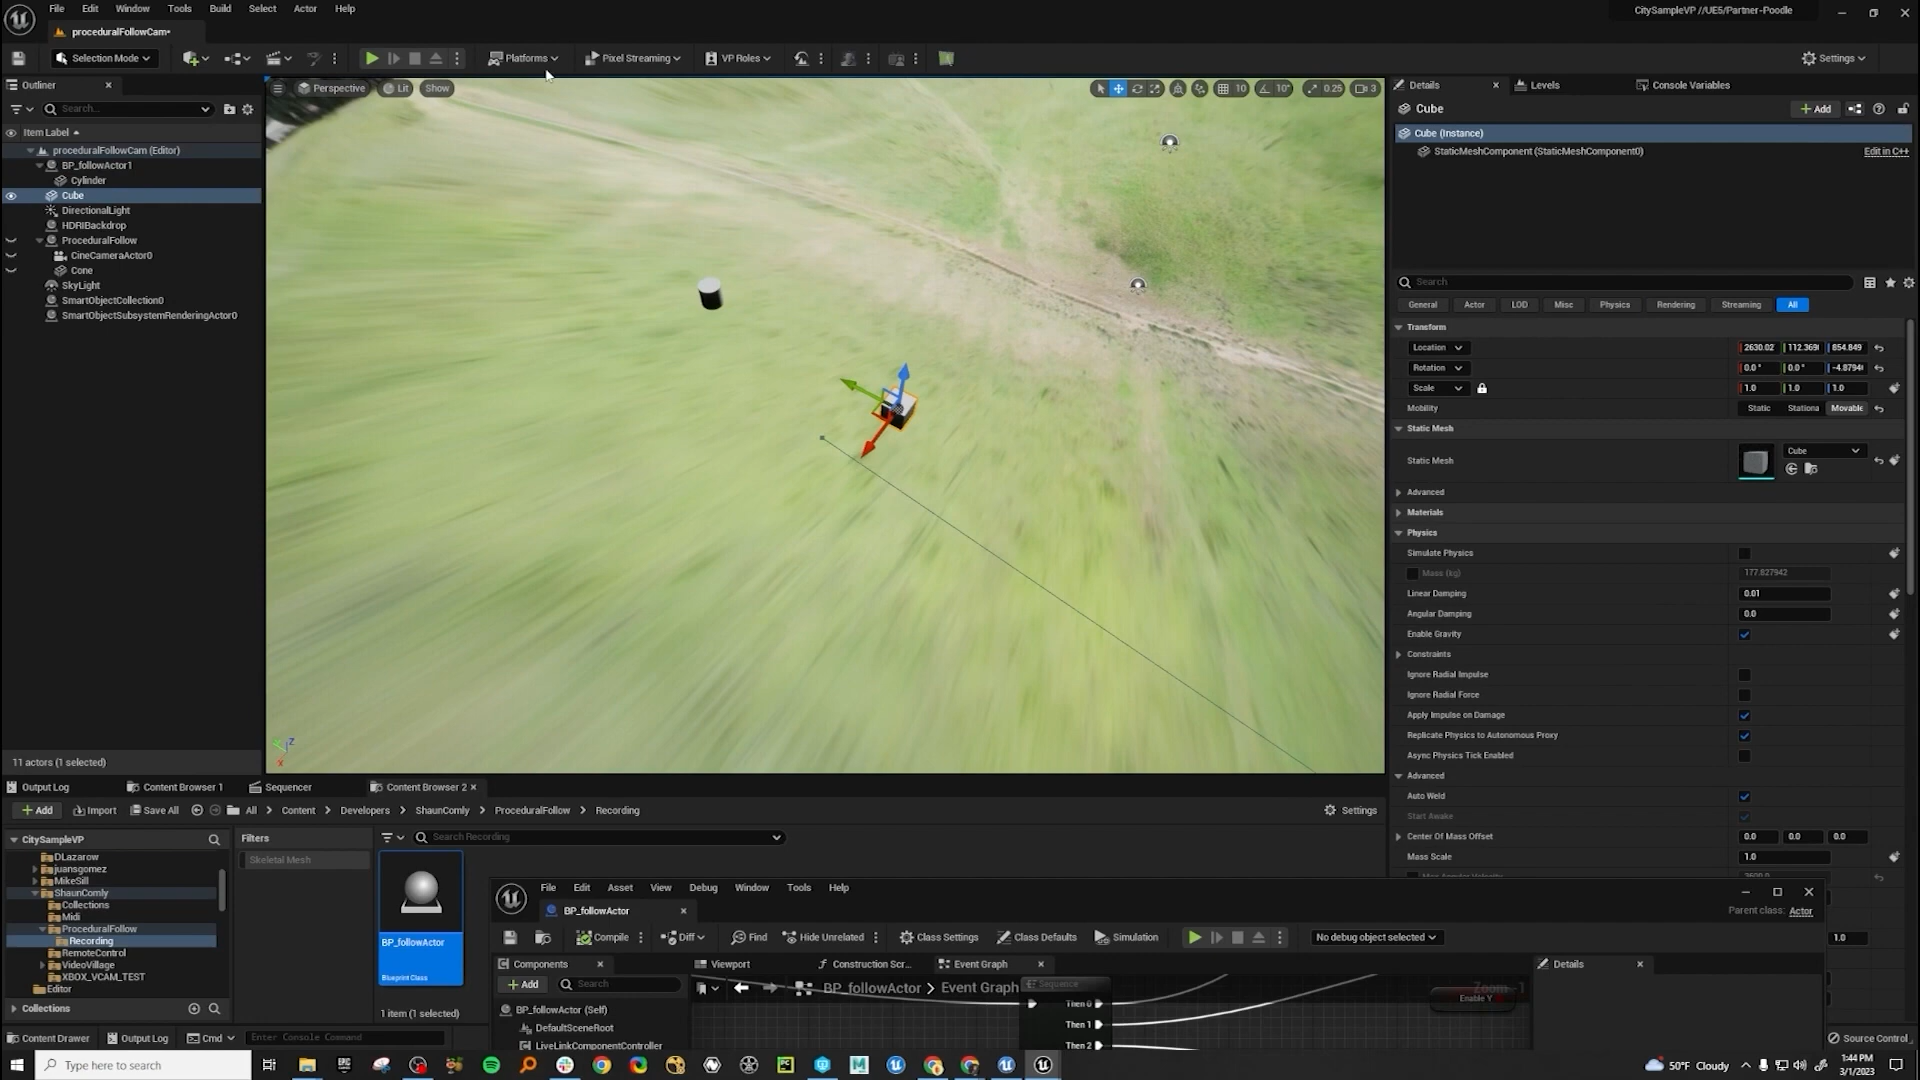 File Edit Window Tools Build Select Actor Help
CitySampleVP //UE5/Partner-Poodle
proceduralFollowCam•
Selection Mode
Platforms
Pixel Streaming
VP Roles
Settings
Outliner
Search...
Item Label
proceduralFollowCam (Editor)
BP_followActor1
Cylinder
Cube
DirectionalLight
HDRIBackdrop
ProceduralFollow
CineCameraActor0
Cone
SkyLight
SmartObjectCollection0
SmartObjectSubsystemRenderingActor0
11 actors (1 selected)
Perspective Lit Show
10 10° 0.25 3
Details Levels Console Variables
Cube
Add
Cube (Instance)
StaticMeshComponent (StaticMeshComponent0)
Edit in C++
Search
General Actor LOD Misc Physics Rendering Streaming All
Transform
Location 2630.02 112.369 854.849
Rotation 0.0° 0.0° -4.8794
Scale 1.0 1.0 1.0
Mobility Static Stationa Movable
Static Mesh
Static Mesh Cube
Advanced
Materials
Physics
Simulate Physics
Mass (kg) 177.827942
Linear Damping 0.01
Angular Damping 0.0
Enable Gravity
Constraints
Ignore Radial Impulse
Ignore Radial Force
Apply Impulse on Damage
Replicate Physics to Autonomous Proxy
Async Physics Tick Enabled
Advanced
Auto Weld
Start Awake
Center Of Mass Offset 0.0 0.0 0.0
Mass Scale 1.0
1.0
Output Log Content Browser 1 Sequencer Content Browser 2
Add Import Save All All Content Developers ShaunComly ProceduralFollow Recording
Settings
CitySampleVP
DLazarow
juansgomez
MikeSill
ShaunComly
Collections
Midi
ProceduralFollow
Recording
RemoteControl
VideoVillage
XBOX_VCAM_TEST
Editor
Collections
Filters
Skeletal Mesh
Search Recording
BP_followActor
Blueprint Class
1 item (1 selected)
File Edit Asset View Debug Window Tools Help
BP_followActor
Parent class: Actor
Compile Diff Find Hide Unrelated Class Settings Class Defaults Simulation
No debug object selected
Components
Add Search
BP_followActor (Self)
DefaultSceneRoot
LiveLinkComponentController
Viewport Construction Scr... Event Graph
BP_followActor > Event Graph
Zoom -1
Sequence
Then 0
Then 1
Then 2
Enable Y
Details
Content Drawer Output Log Cmd Enter Console Command
Source Control
Type here to search
50°F Cloudy
1:44 PM
3/1/2023